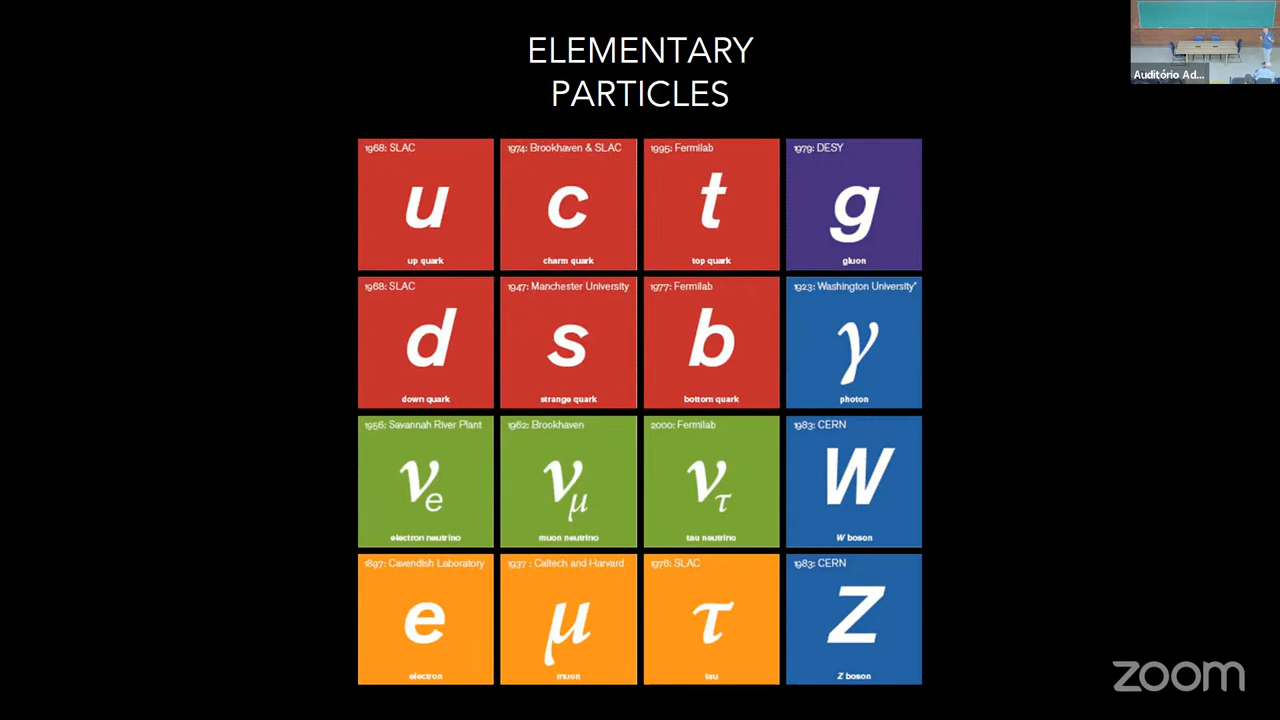 ELEMENTARY
PARTICLES
Auditório Ad...
1968: SLAC
u
up quark
1974: Brookhaven & SLAC
c
charm quark
1995: Fermilab
t
top quark
1979: DESY
g
gluon
1968: SLAC
d
down quark
1947: Manchester University
s
strange quark
1977: Fermilab
b
bottom quark
1923: Washington University*
γ
photon
1956: Savannah River Plant
νe
electron neutrino
1962: Brookhaven
νμ
muon neutrino
2000: Fermilab
ντ
tau neutrino
1983: CERN
W
W boson
1897: Cavendish Laboratory
e
electron
1937 : Caltech and Harvard
μ
muon
1976: SLAC
τ
tau
1983: CERN
Z
Z boson
zoom